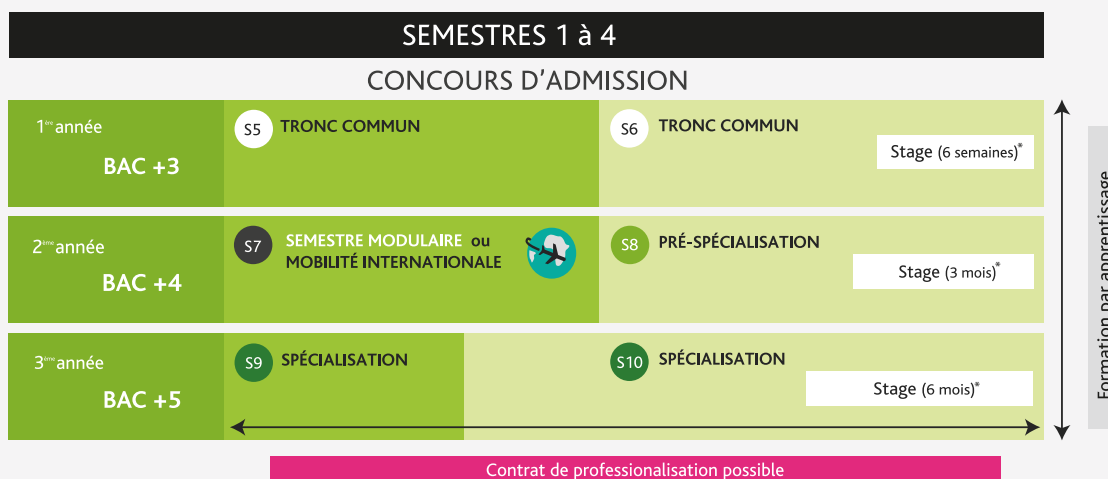 SEMESTRES 1 à 4
CONCOURS D'ADMISSION
1ère année
BAC +3
S5 TRONC COMMUN
S6 TRONC COMMUN
Stage (6 semaines)*
2ème année
BAC +4
S7 SEMESTRE MODULAIRE ou
MOBILITÉ INTERNATIONALE
S8 PRÉ-SPÉCIALISATION
Stage (3 mois)*
3ème année
BAC +5
S9 SPÉCIALISATION
S10 SPÉCIALISATION
Stage (6 mois)*
Contrat de professionalisation possible
Formation par apprentissage